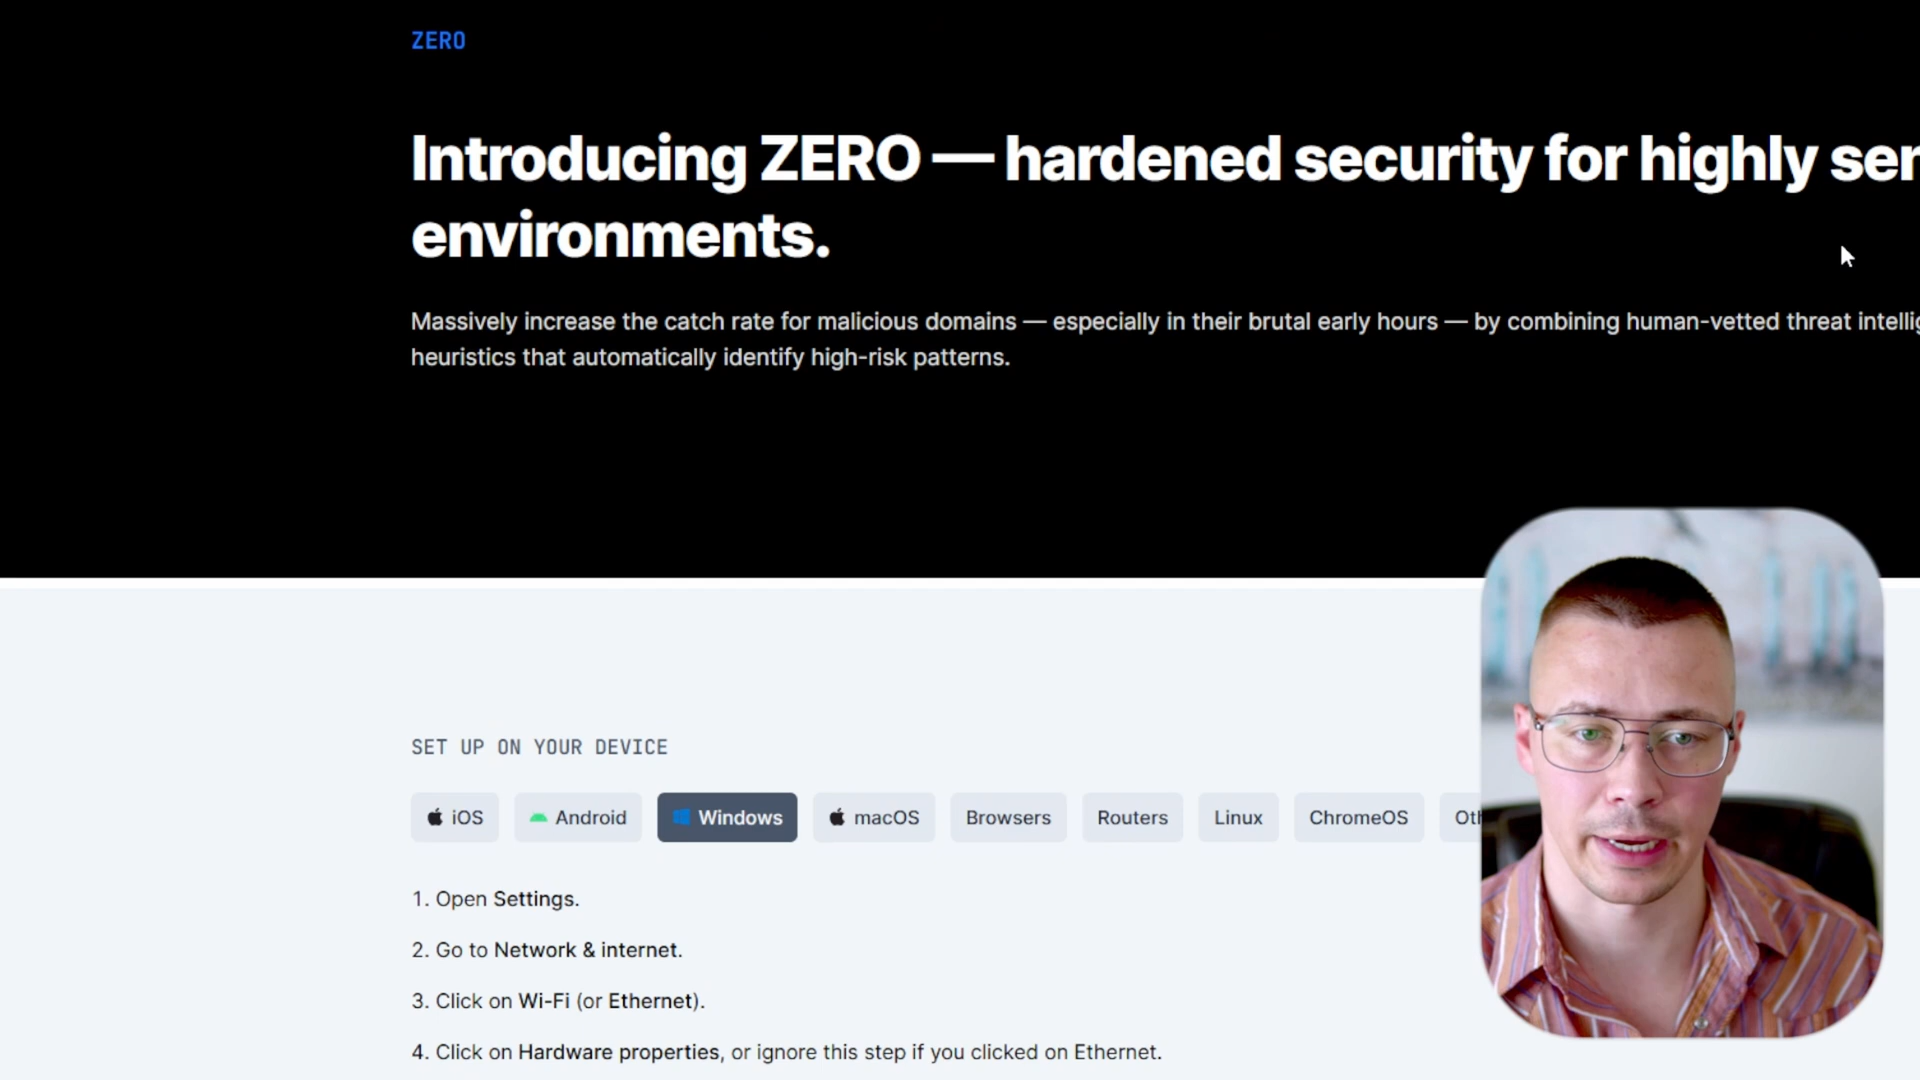 ZERO
Introducing ZERO — hardened security for highly
environments.
Massively increase the catch rate for malicious domains — especially in their brutal early hours — by combining human-vetted threat
heuristics that automatically identify high-risk patterns.
SET UP ON YOUR DEVICE
iOS Android Windows macOS Browsers Routers Linux ChromeOS
1. Open Settings.
2. Go to Network & internet.
3. Click on Wi-Fi (or Ethernet).
4. Click on Hardware properties, or ignore this step if you clicked on Ethernet.